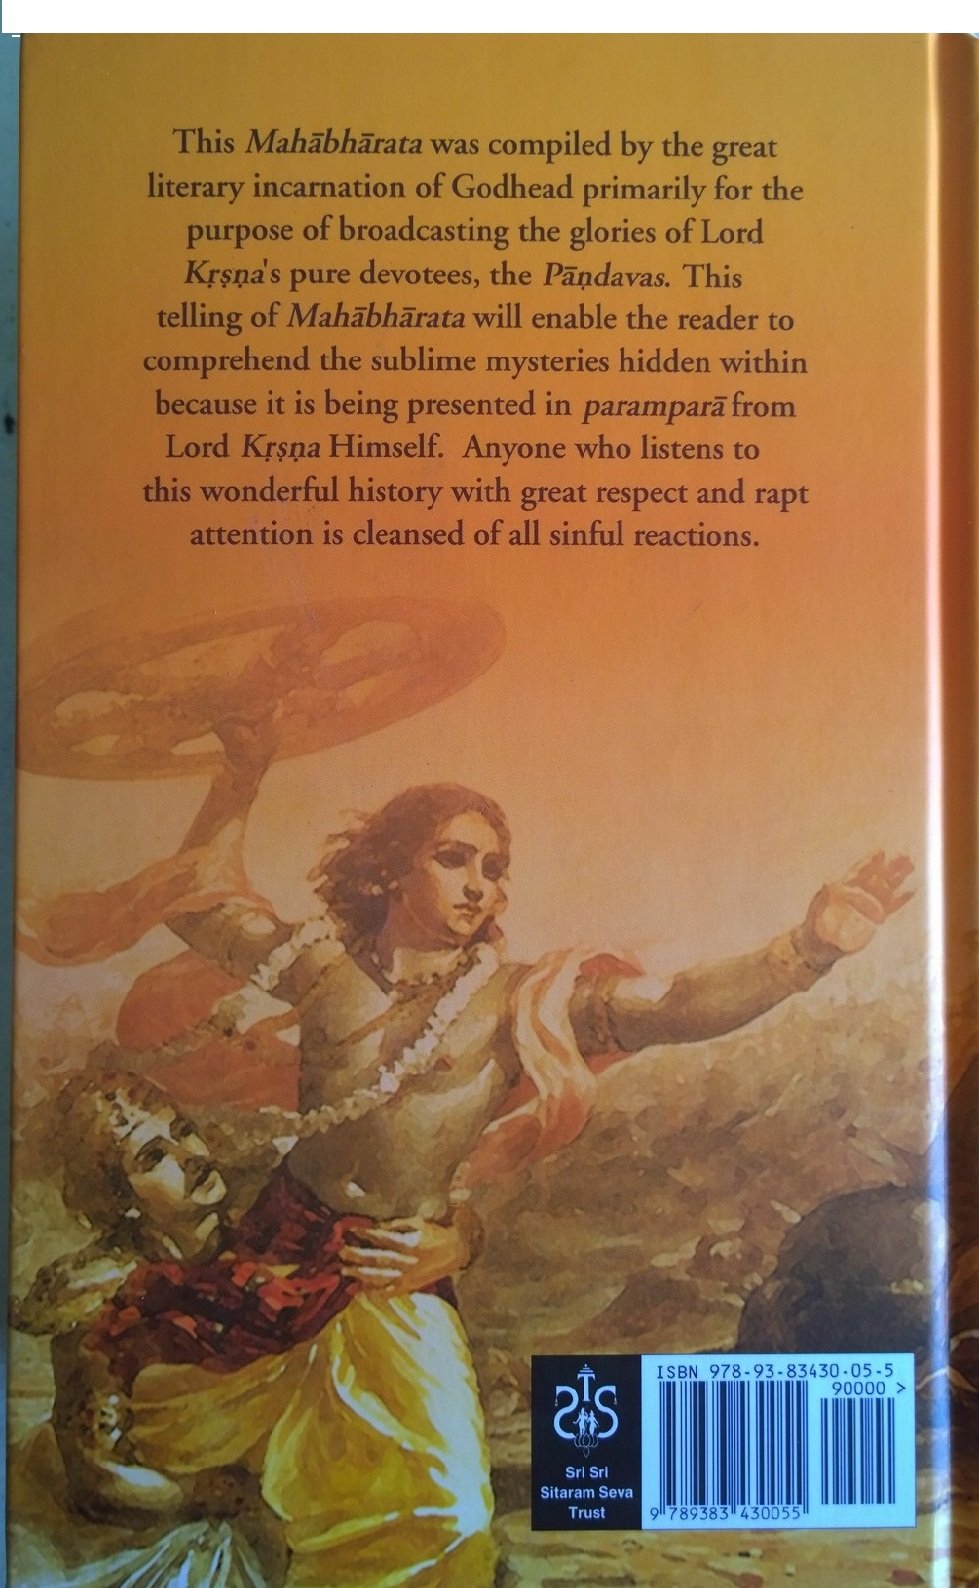 This Mahābhārata was compiled by the great
literary incarnation of Godhead primarily for the
purpose of broadcasting the glories of Lord
Kṛṣṇa's pure devotees, the Pāṇdavas. This
telling of Mahābhārata will enable the reader to
comprehend the sublime mysteries hidden within
because it is being presented in paramparā from
Lord Kṛṣṇa Himself. Anyone who listens to
this wonderful history with great respect and rapt
attention is cleansed of all sinful reactions.
STS
Sri Sri
Sitaram Seva
Trust
ISBN 978-93-83430-05-5
90000 >
9 789383 430055